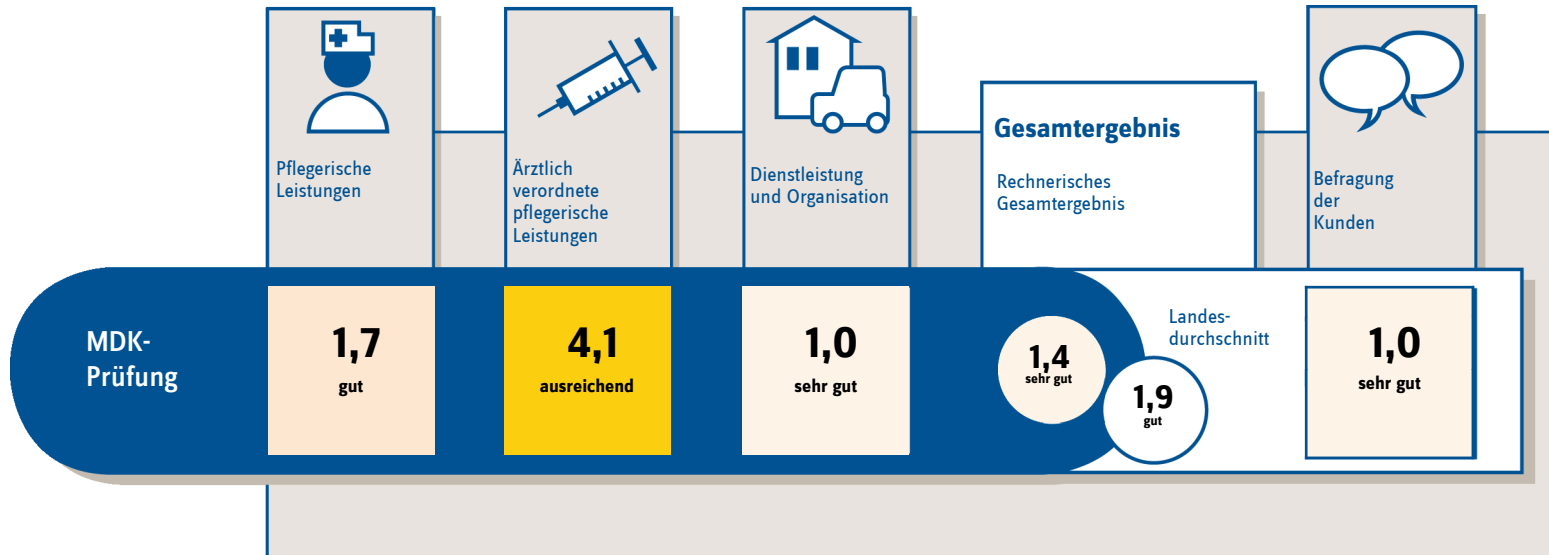 Pflegerische
Leistungen
Ärztlich
verordnete
pflegerische
Leistungen
Dienstleistung
und Organisation
Gesamtergebnis
Rechnerisches
Gesamtergebnis
Befragung
der
Kunden
MDK-
Prüfung
1,7
gut
4,1
ausreichend
1,0
sehr gut
1,4
sehr gut
Landes-
durchschnitt
1,9
gut
1,0
sehr gut